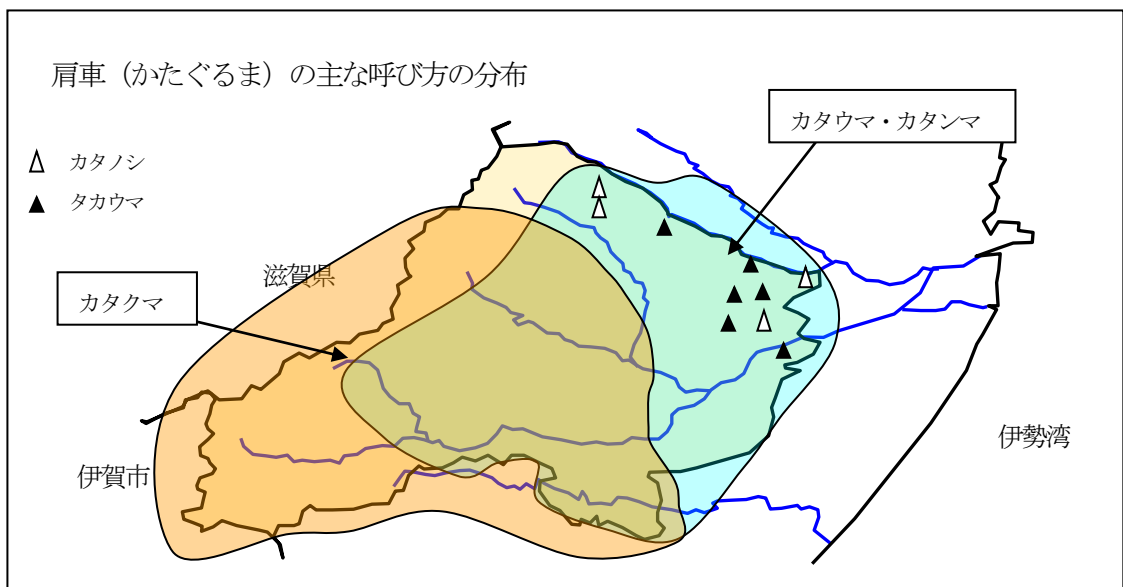 肩車（かたぐるま）の主な呼び方の分布
カタウマ・カタンマ
カタノシ
タカウマ
滋賀県
カタクマ
伊勢湾
伊賀市